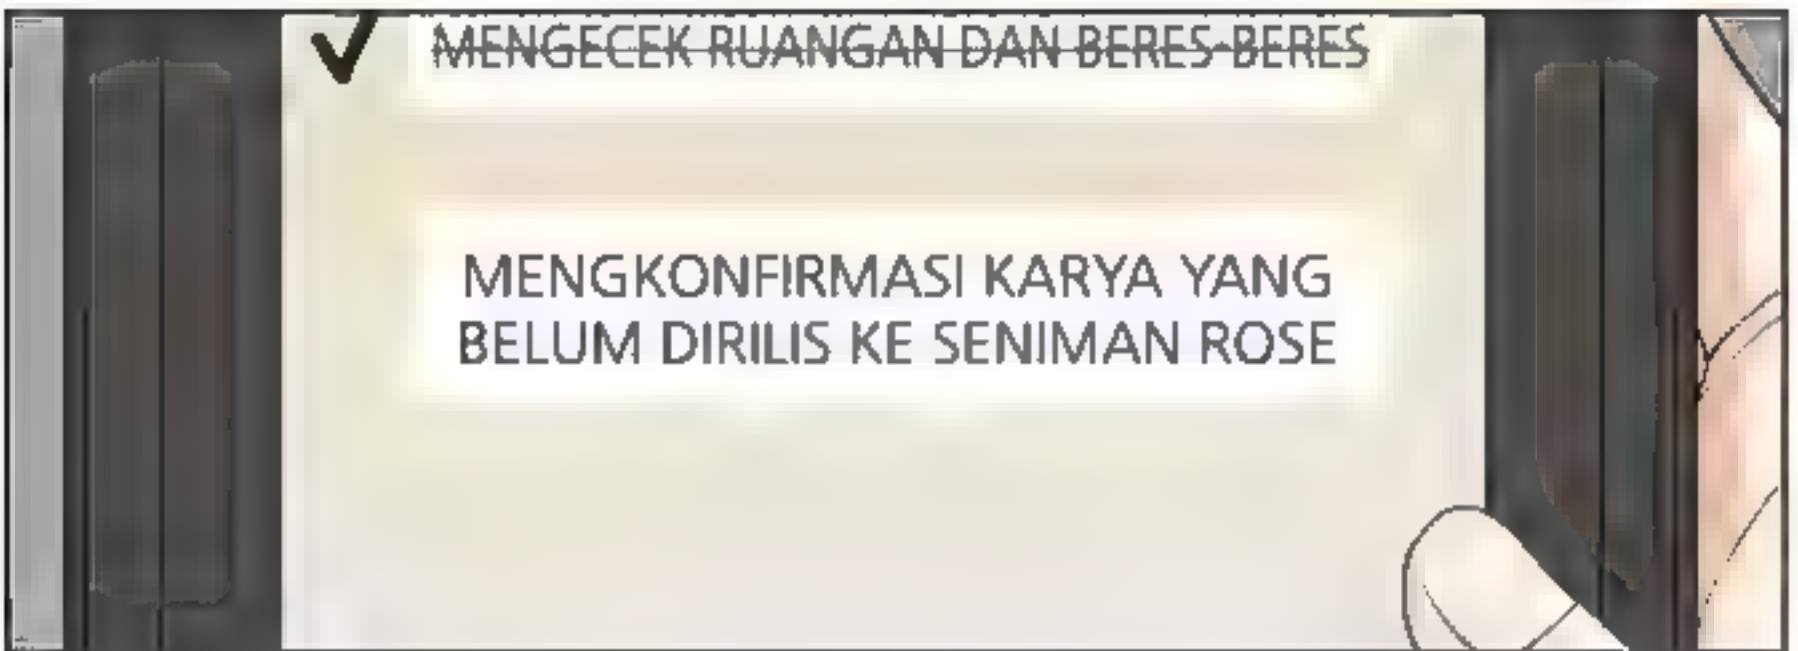 MENGECEK RUANGAN DAN BERES-BERES
MENGKONFIRMASI KARYA YANG
BELUM DIRILIS KE SENIMAN ROSE